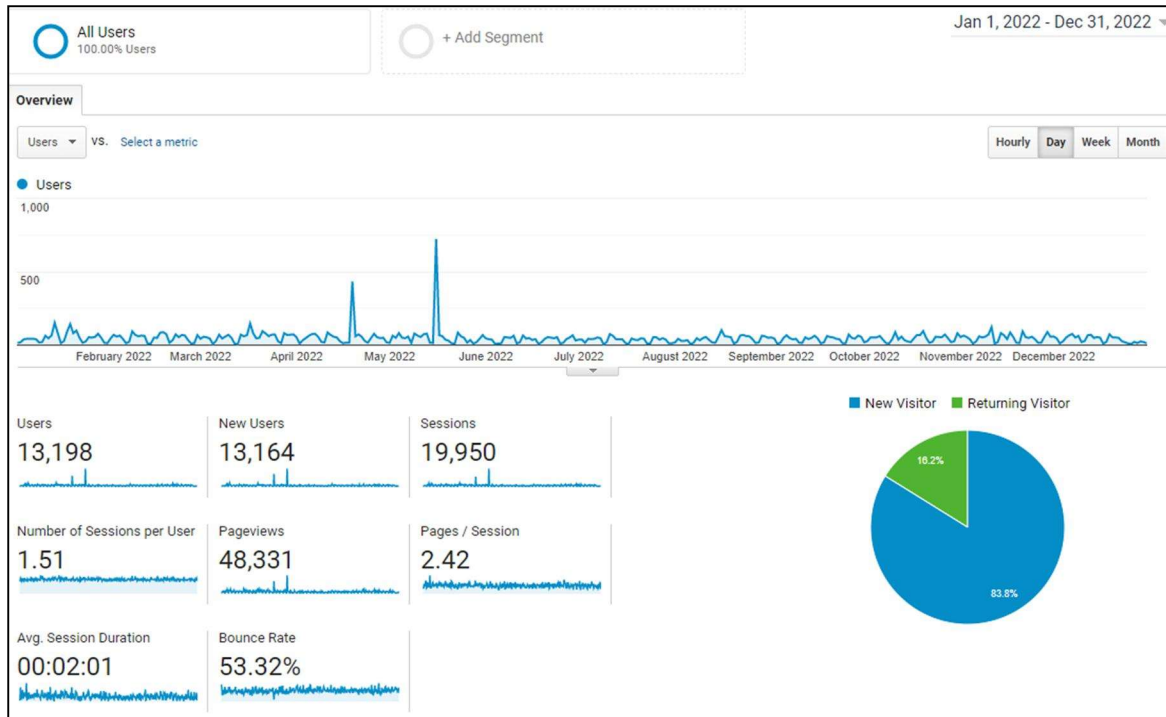 All Users
100.00% Users
+ Add Segment
Jan 1, 2022 - Dec 31, 2022
Overview
Users VS. Select a metric
Hourly Day Week Month
Users
1,000
500
February 2022 March 2022 April 2022 May 2022 June 2022 July 2022 August 2022 September 2022 October 2022 November 2022 December 2022
New Visitor Returning Visitor
Users New Users Sessions
13,198 13,164 19,950
16.2%
Number of Sessions per User Pageviews Pages / Session
1.51 48,331 2.42
83.8%
Avg. Session Duration Bounce Rate
00:02:01 53.32%